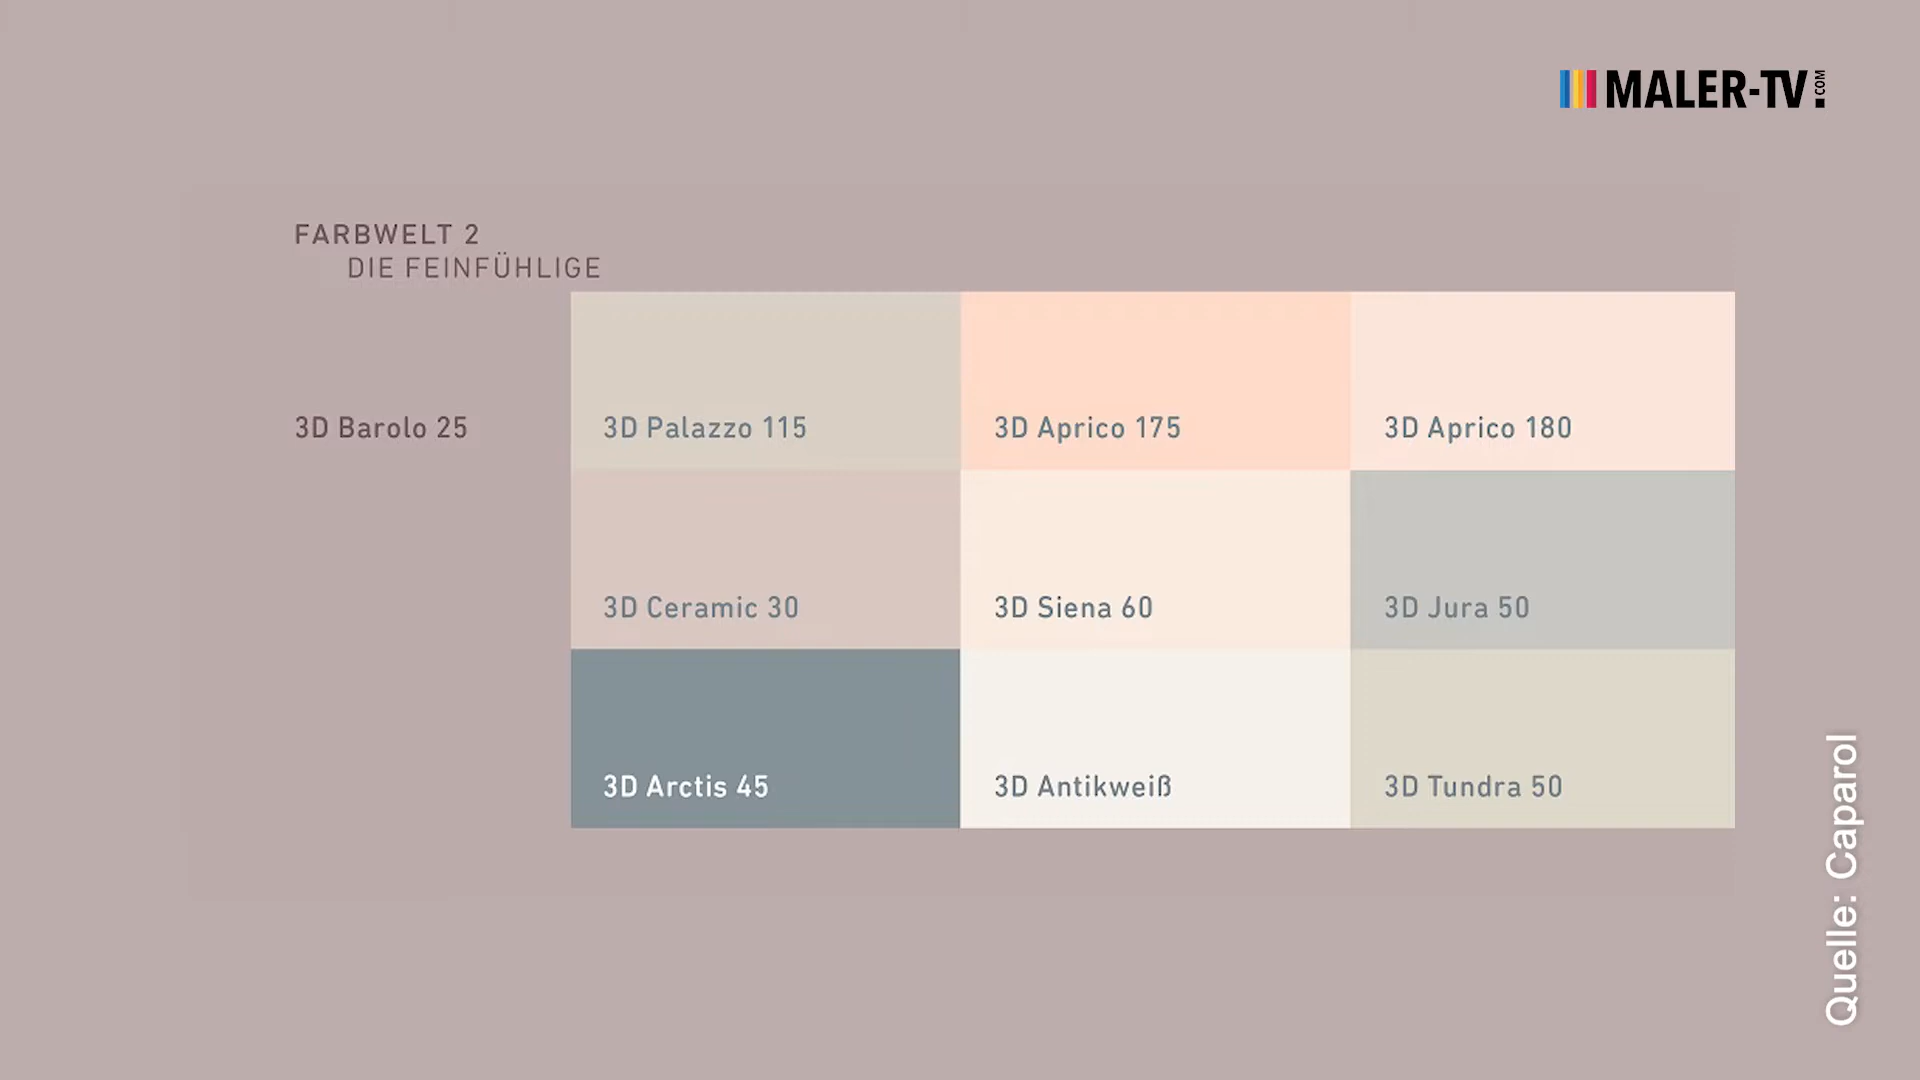 MALER-TV.COM
FARBWELT 2
DIE FEINFÜHLIGE
3D Barolo 25
3D Palazzo 115
3D Aprico 175
3D Aprico 180
3D Ceramic 30
3D Siena 60
3D Jura 50
3D Arctis 45
3D Antikweiß
3D Tundra 50
Quelle: Caparol